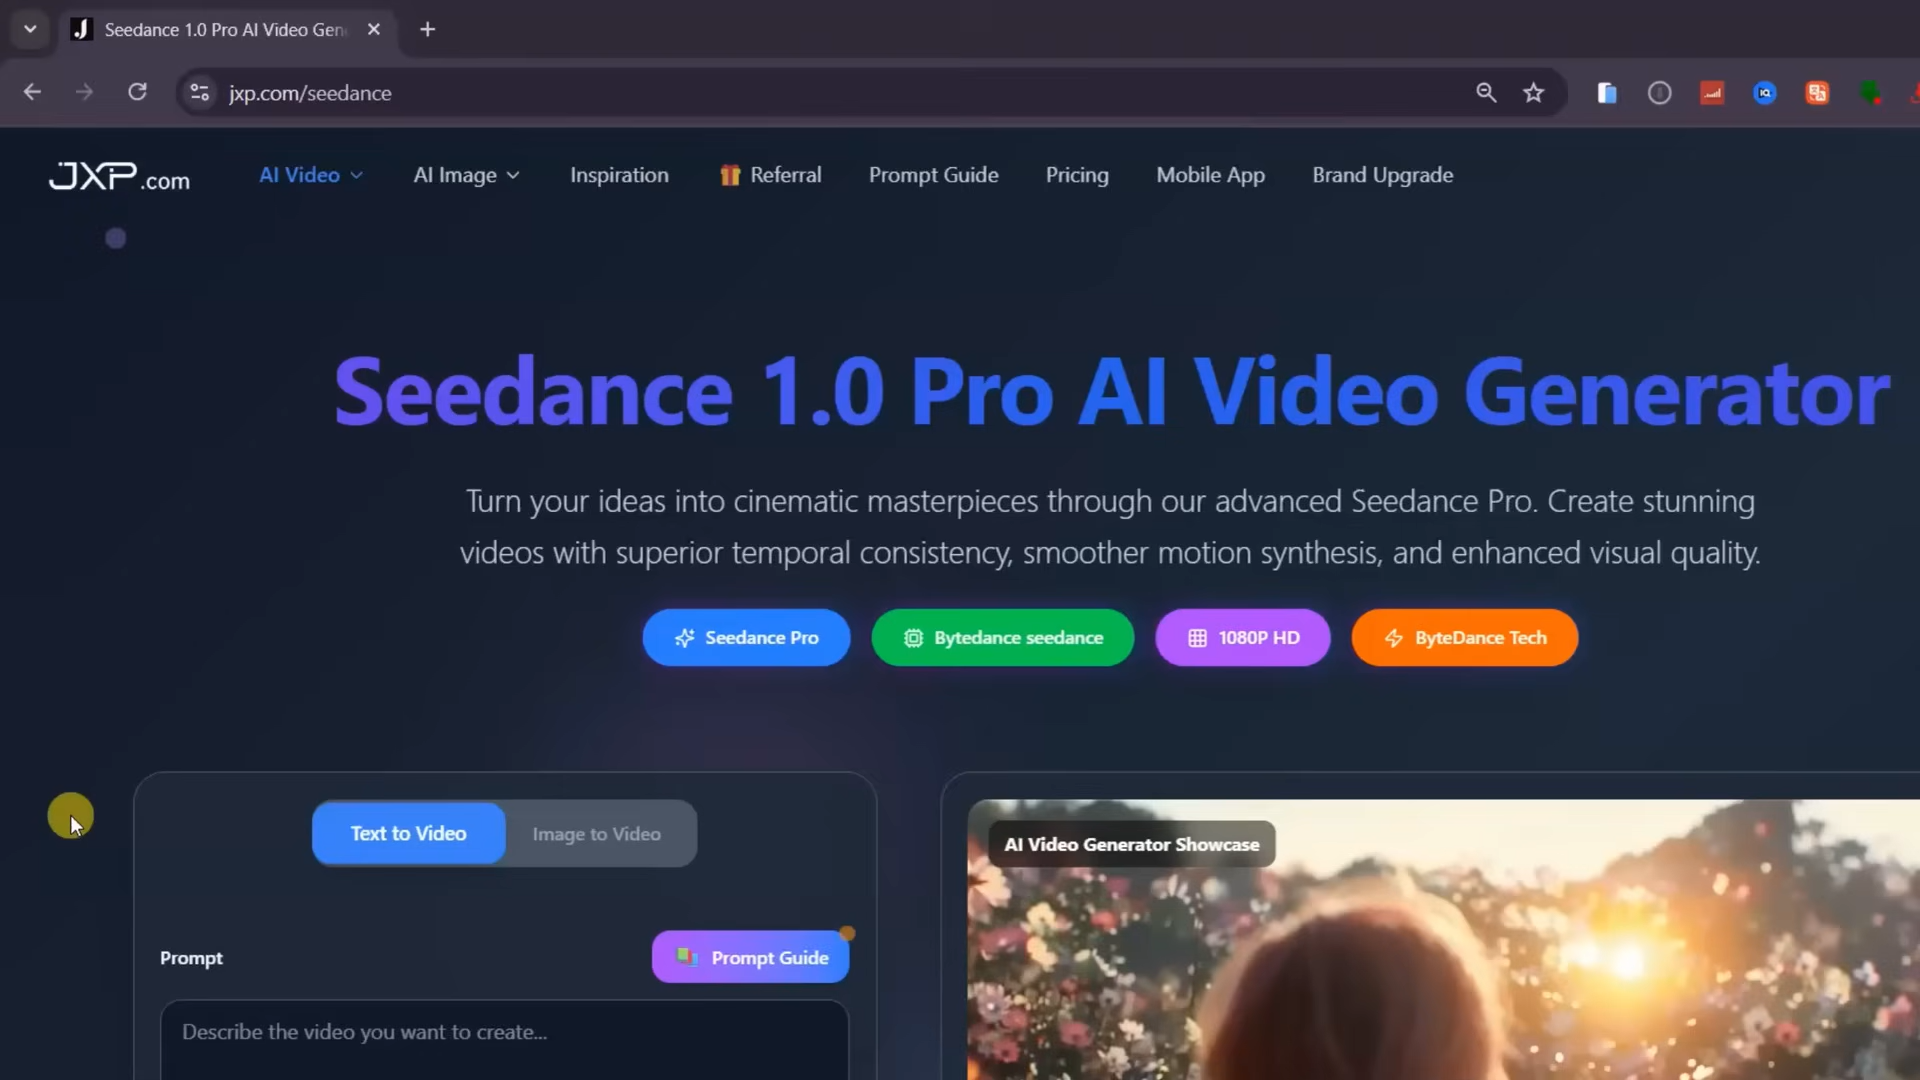 Seedance 1.0 Pro AI Video Gen
jxp.com/seedance
JXP.com
AI Video
AI Image
Inspiration
Referral
Prompt Guide
Pricing
Mobile App
Brand Upgrade
Seedance 1.0 Pro AI Video Generator
Turn your ideas into cinematic masterpieces through our advanced Seedance Pro. Create stunning
videos with superior temporal consistency, smoother motion synthesis, and enhanced visual quality.
Seedance Pro
Bytedance seedance
1080P HD
ByteDance Tech
Text to Video
Image to Video
AI Video Generator Showcase
Prompt
Prompt Guide
Describe the video you want to create...